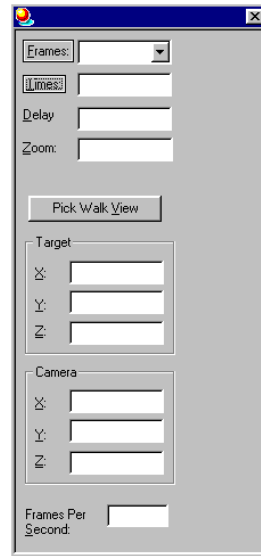 Frames:
Times:
Delay
Zoom:
Pick Walk View
Target
X:
Y:
Z:
Camera
X:
Y:
Z:
Frames Per
Second: